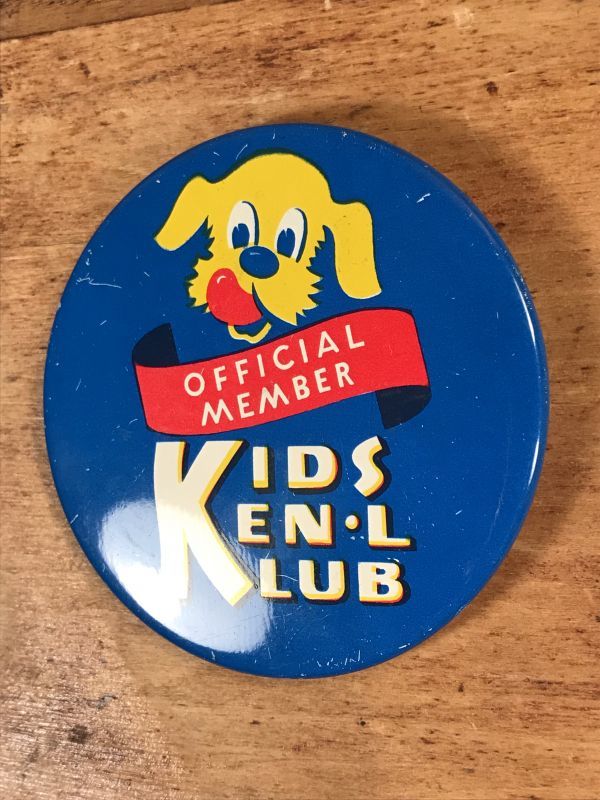 OFFICIAL
MEMBER
KIDS
KEN·L
KLUB